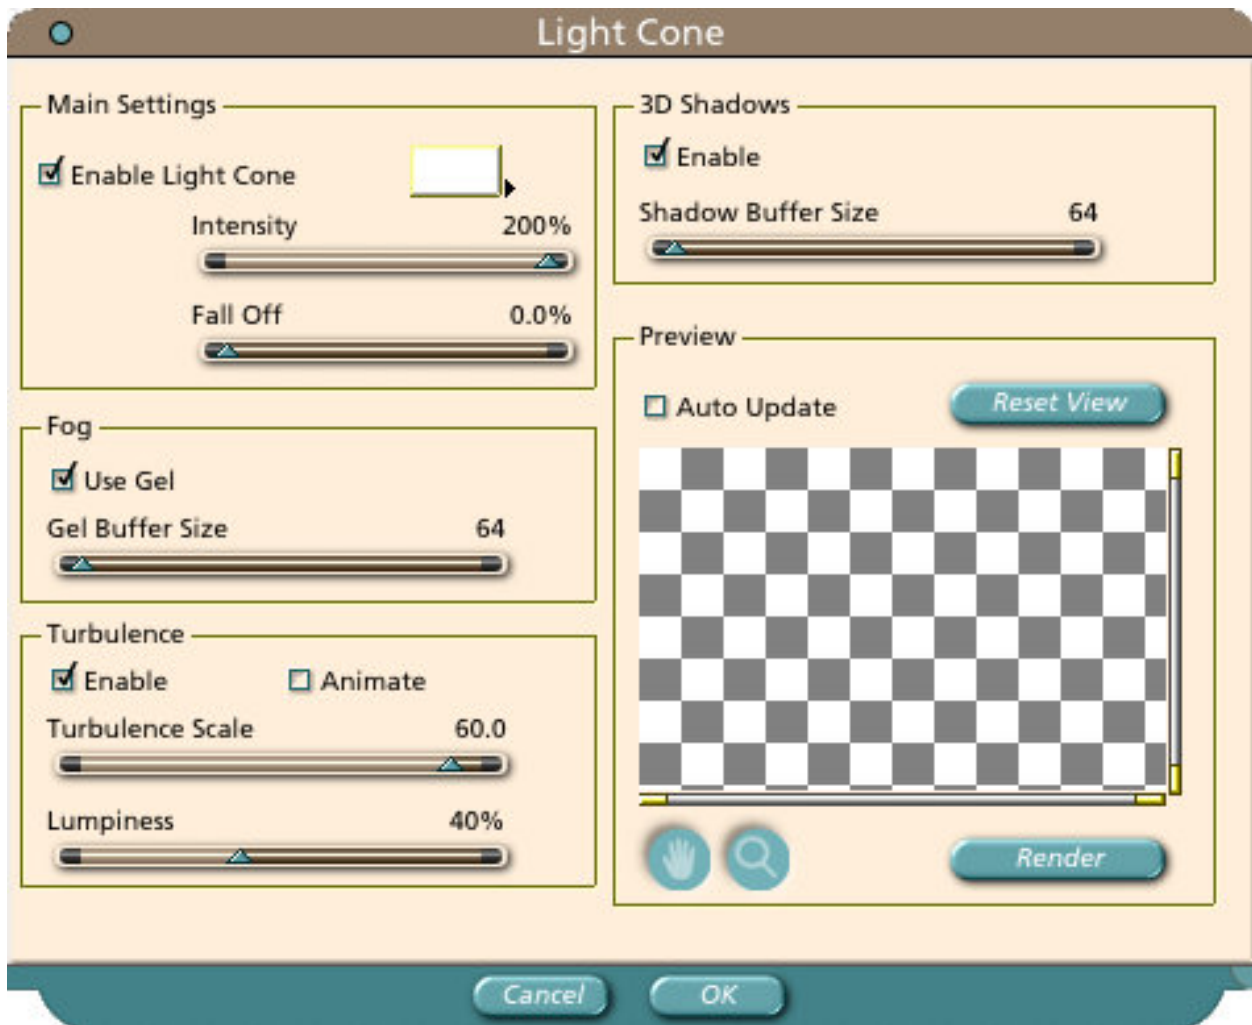 Light Cone
Main Settings
Enable Light Cone
Intensity 200%
Fall Off 0.0%
Fog
Use Gel
Gel Buffer Size 64
Turbulence
Enable Animate
Turbulence Scale 60.0
Lumpiness 40%
3D Shadows
Enable
Shadow Buffer Size 64
Preview
Auto Update Reset View
Render
Cancel OK